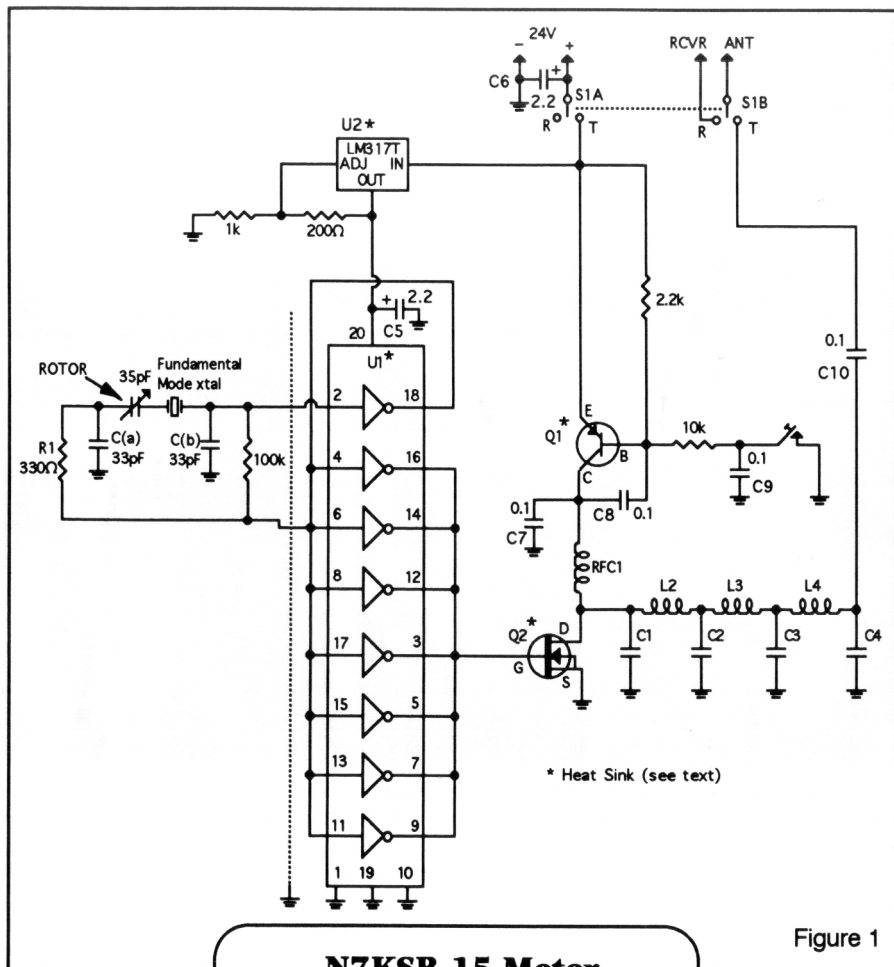 24V
- +
RCVR ANT
C6
+
2.2
S1A
S1B
R T
R T
U2*
LM317T
ADJ IN
OUT
1k
200Ω
2.2k
+ 2.2
C5
20
U1*
0.1
C10
ROTOR
35pF
Fundamental
Mode xtal
R1
330Ω
C(a)
33pF
C(b)
33pF
100k
2 18
4 16
6 14
8 12
17 3
15 5
13 7
11 9
1 19 10
Q1 *
E
B
C
10k
0.1
C9
0.1
C7
C8
0.1
RFC1
L2 L3 L4
Q2 *
D
G
S
C1 C2 C3 C4
* Heat Sink (see text)
Figure 1